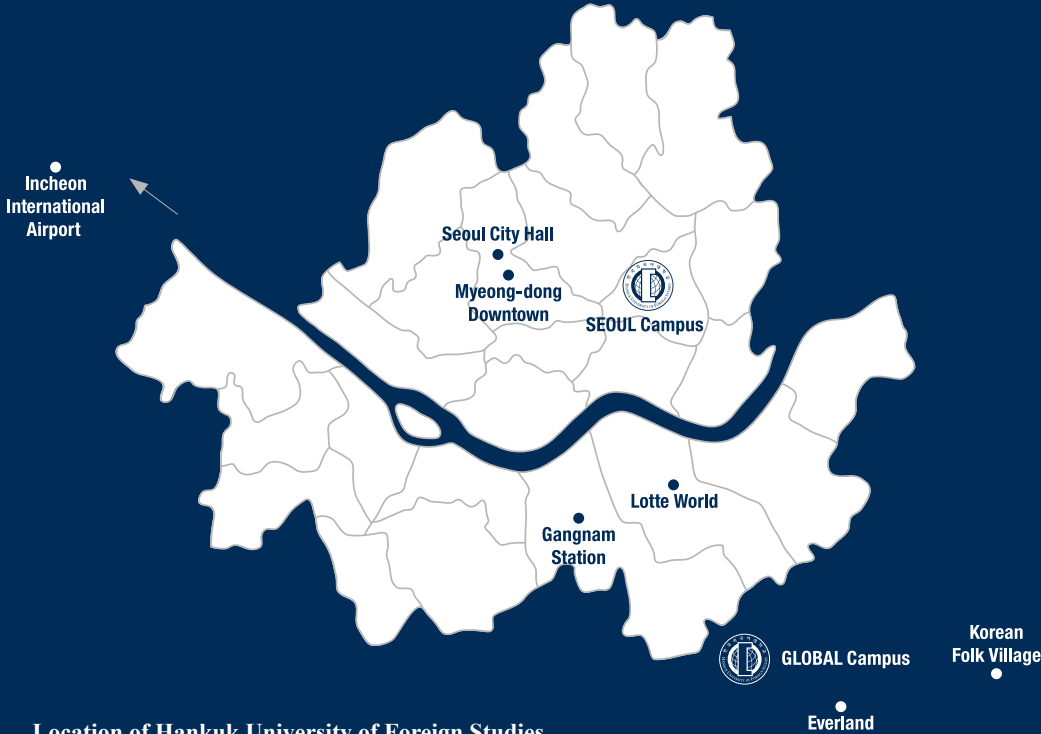 Incheon
International
Airport
Seoul City Hall
Myeong-dong
Downtown
SEOUL Campus
Lotte World
Gangnam
Station
GLOBAL Campus
Korean
Folk Village
Everland
Location of Hankuk University of Foreign Studies